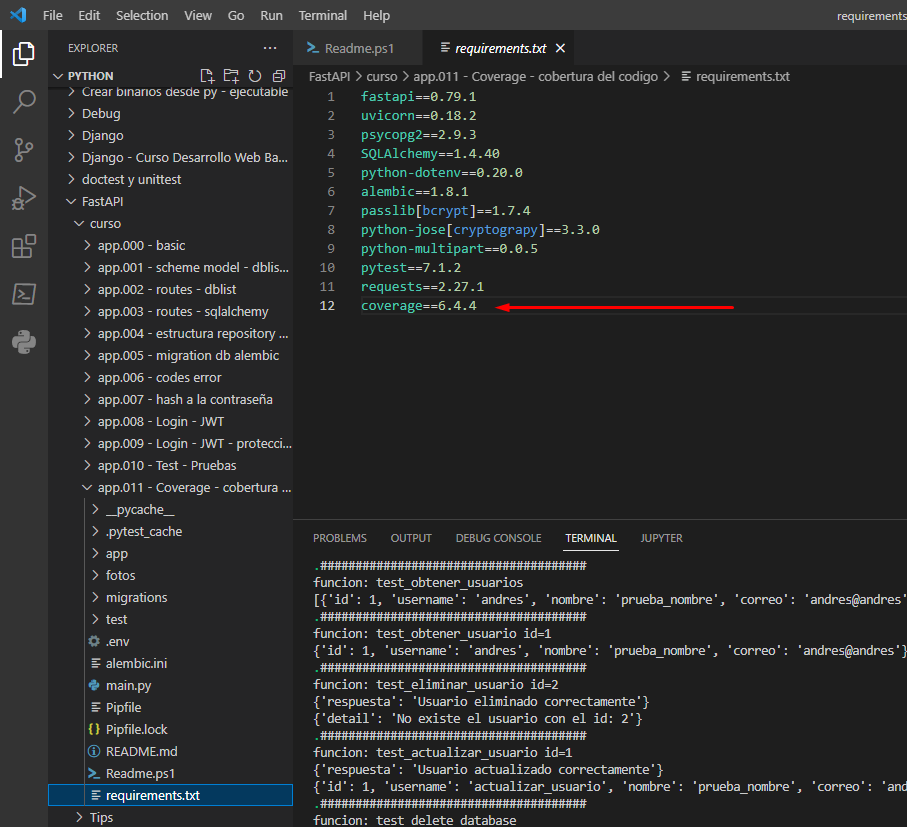 File Edit Selection View Go Run Terminal Help requirements
EXPLORER ...
PYTHON
Crear binarios desde py - ejecutable
Debug
Django
Django - Curso Desarrollo Web Ba...
doctest y unittest
FastAPI
curso
app.000 - basic
app.001 - scheme model - dblis...
app.002 - routes - dblist
app.003 - routes - sqlalchemy
app.004 - estructura repository ...
app.005 - migration db alembic
app.006 - codes error
app.007 - hash a la contraseña
app.008 - Login - JWT
app.009 - Login - JWT - protecci...
app.010 - Test - Pruebas
app.011 - Coverage - cobertura ...
__pycache__
.pytest_cache
app
fotos
migrations
test
.env
alembic.ini
main.py
Pipfile
Pipfile.lock
README.md
Readme.ps1
requirements.txt
Tips
Readme.ps1 requirements.txt
FastAPI > curso > app.011 - Coverage - cobertura del codigo > requirements.txt
1 fastapi==0.79.1
2 uvicorn==0.18.2
3 psycopg2==2.9.3
4 SQLAlchemy==1.4.40
5 python-dotenv==0.20.0
6 alembic==1.8.1
7 passlib[bcrypt]==1.7.4
8 python-jose[cryptograpy]==3.3.0
9 python-multipart==0.0.5
10 pytest==7.1.2
11 requests==2.27.1
12 coverage==6.4.4
PROBLEMS OUTPUT DEBUG CONSOLE TERMINAL JUPYTER
.######################################
funcion: test_obtener_usuarios
[{'id': 1, 'username': 'andres', 'nombre': 'prueba_nombre', 'correo': 'andres@andres'
.######################################
funcion: test_obtener_usuario id=1
{'id': 1, 'username': 'andres', 'nombre': 'prueba_nombre', 'correo': 'andres@andres'}
.######################################
funcion: test_eliminar_usuario id=2
{'respuesta': 'Usuario eliminado correctamente'}
{'detail': 'No existe el usuario con el id: 2'}
.######################################
funcion: test_actualizar_usuario id=1
{'respuesta': 'Usuario actualizado correctamente'}
{'id': 1, 'username': 'actualizar_usuario', 'nombre': 'prueba_nombre', 'correo': 'and
.######################################
funcion: test_delete_database